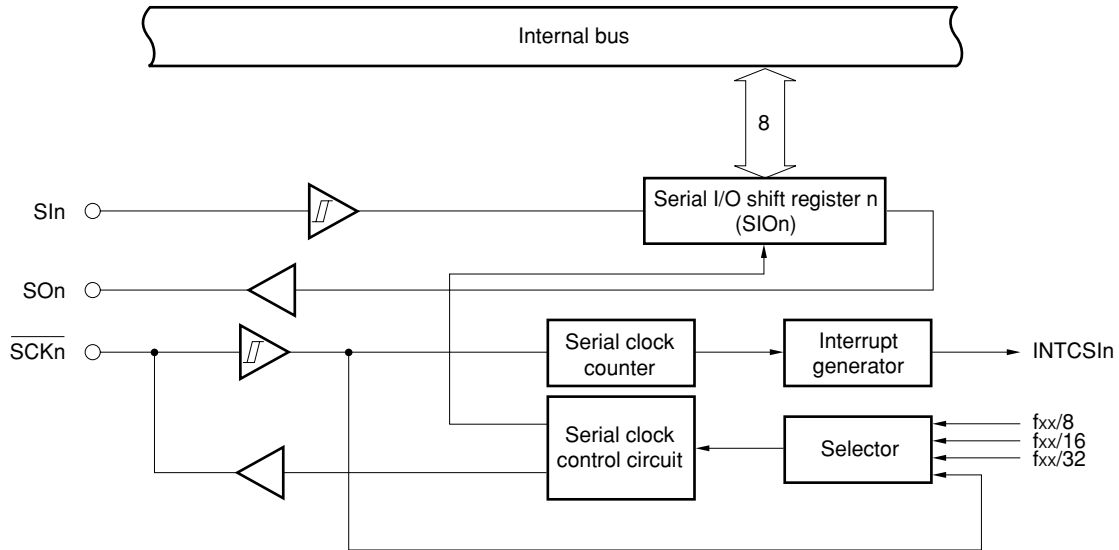 Internal bus
8
SIn
Serial I/O shift register n
(SIOn)
SOn
SCKn
Serial clock
counter
Interrupt
generator
INTCSIn
Serial clock
control circuit
Selector
fxx/8
fxx/16
fxx/32